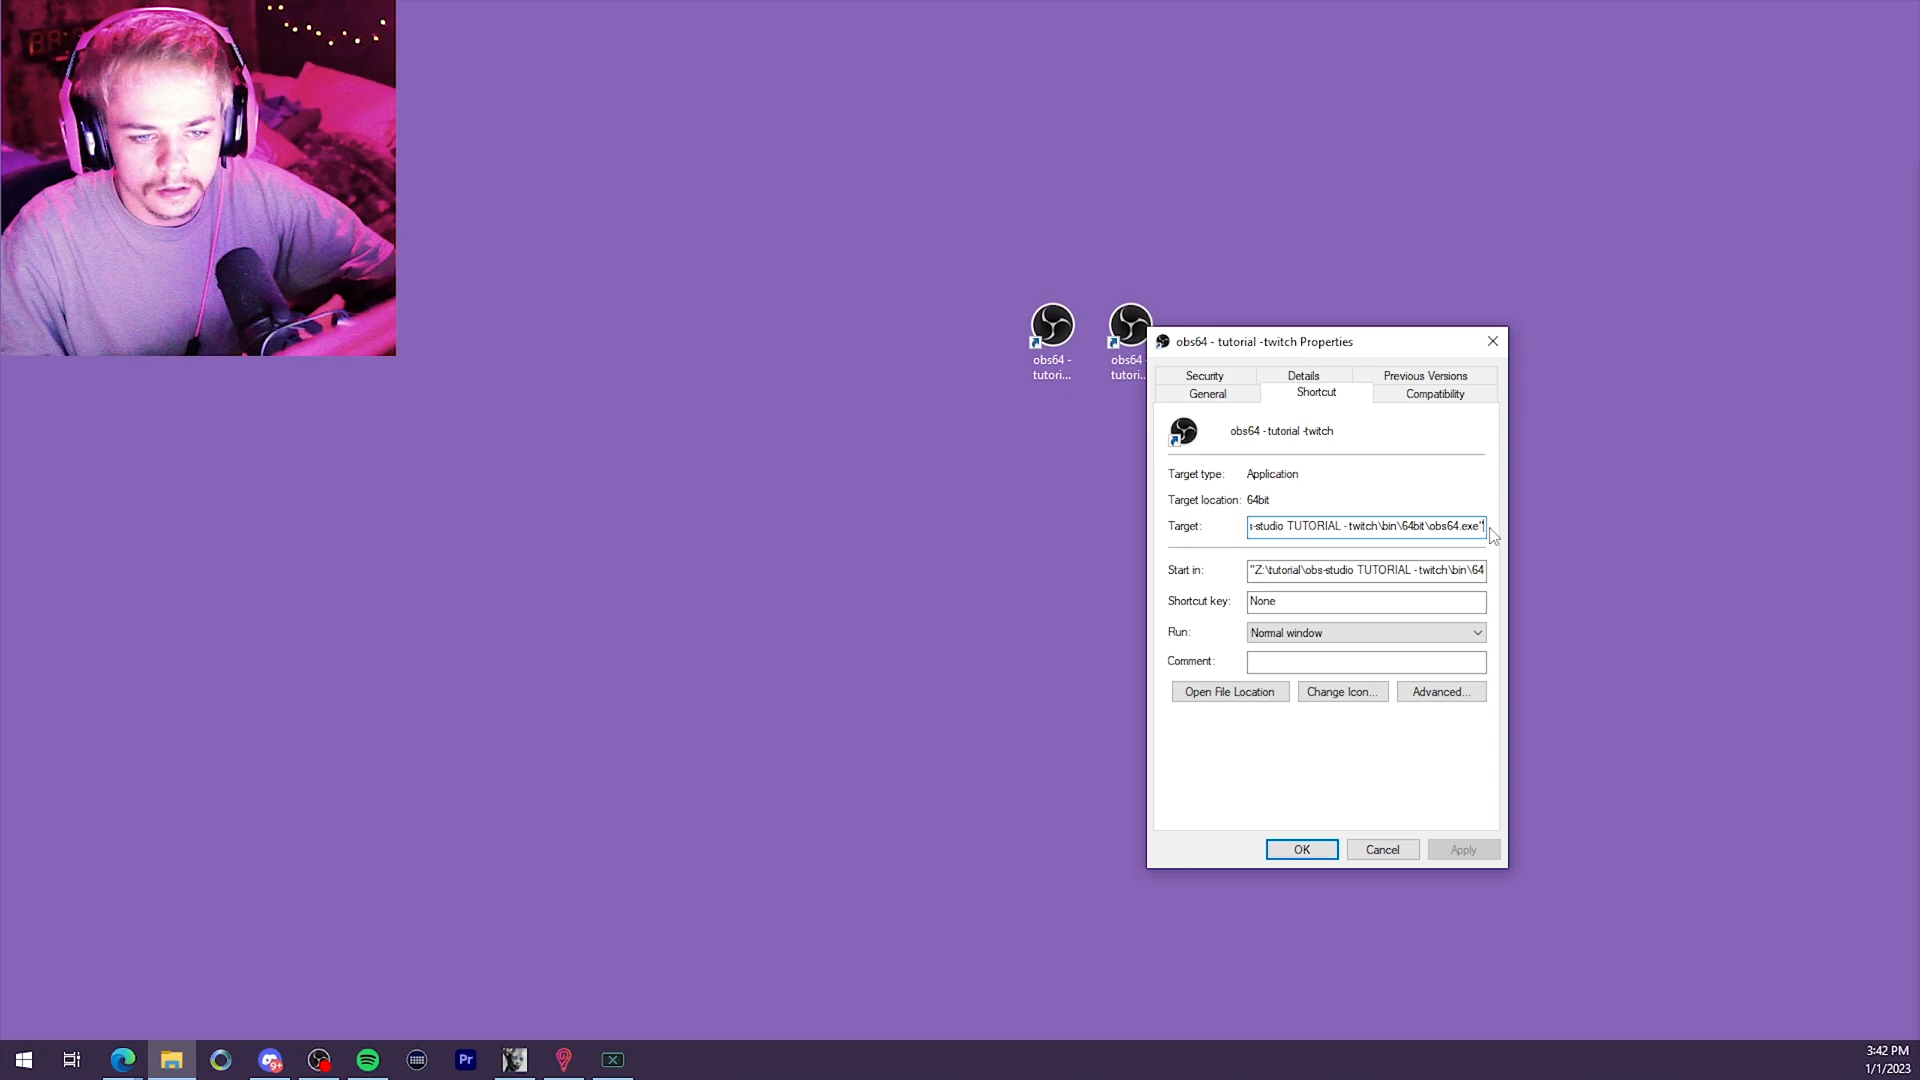 obs64 -
tutori...
obs64 -
tutori...
obs64 - tutorial -twitch Properties
Security
Details
Previous Versions
General
Shortcut
Compatibility
obs64 - tutorial -twitch
Target type: Application
Target location: 64bit
Target: s-studio TUTORIAL - twitch\bin\64bit\obs64.exe"
Start in: "Z:\tutorial\obs-studio TUTORIAL - twitch\bin\64
Shortcut key: None
Run: Normal window
Comment:
Open File Location
Change Icon...
Advanced...
OK
Cancel
Apply
9+
Pr
3:42 PM
1/1/2023